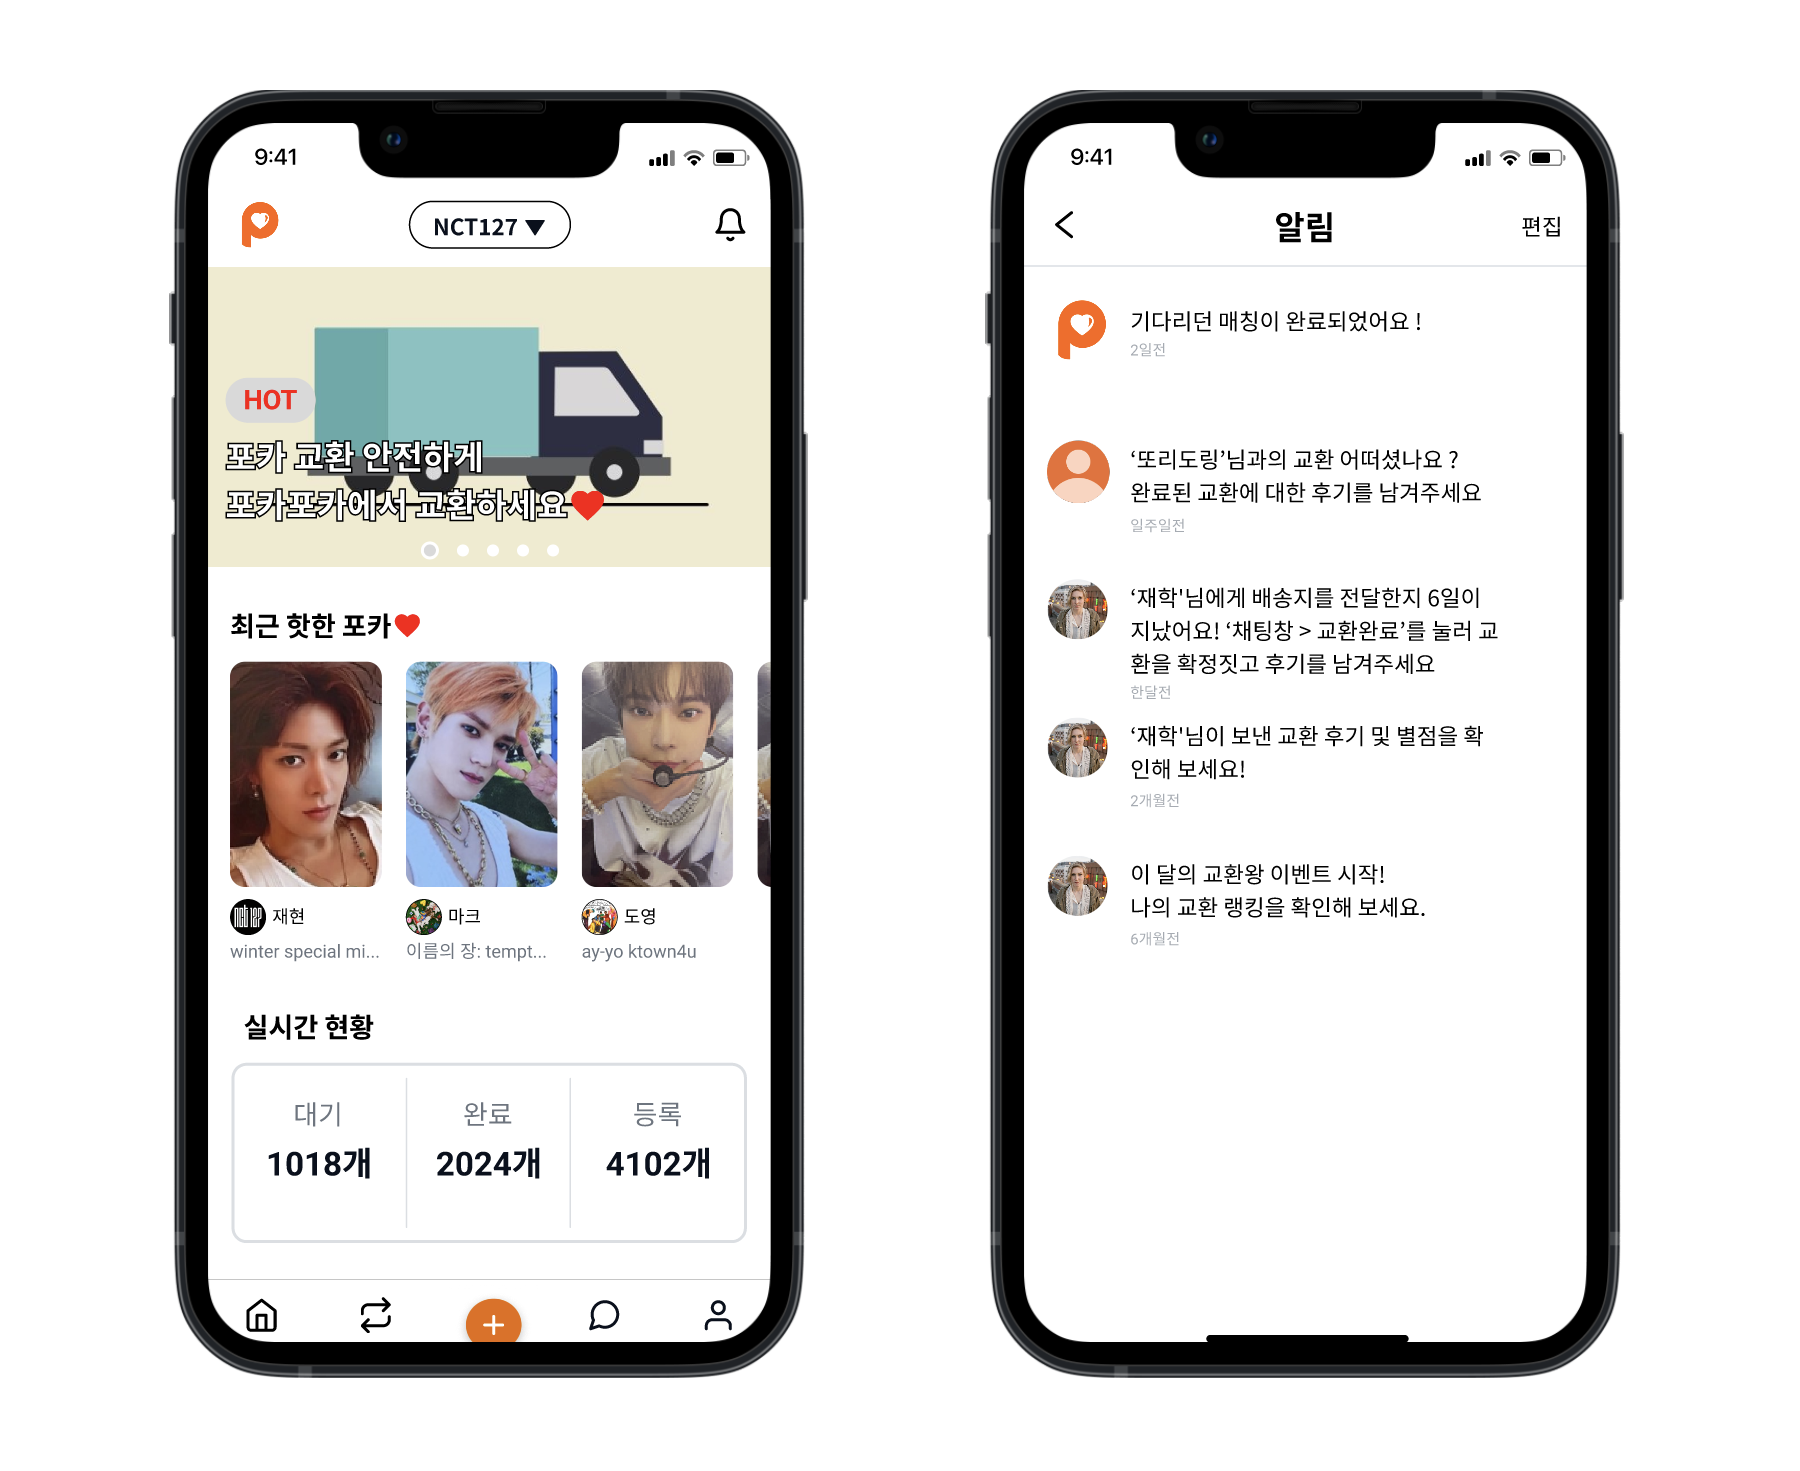 9:41
NCT127 ▼
HOT
포카 교환 안전하게
포카포카에서 교환하세요❤
최근 핫한 포카❤
재현
winter special mi...
마크
이름의 장: tempt...
도영
ay-yo ktown4u
실시간 현황
대기
1018개
완료
2024개
등록
4102개
9:41
알림
편집
기다리던 매칭이 완료되었어요 !
2일전
‘또리도링’님과의 교환 어떠셨나요 ?
완료된 교환에 대한 후기를 남겨주세요
일주일전
‘재학'님에게 배송지를 전달한지 6일이
지났어요! ‘채팅창 > 교환완료’를 눌러 교
환을 확정짓고 후기를 남겨주세요
한달전
‘재학'님이 보낸 교환 후기 및 별점을 확
인해 보세요!
2개월전
이 달의 교환왕 이벤트 시작!
나의 교환 랭킹을 확인해 보세요.
6개월전